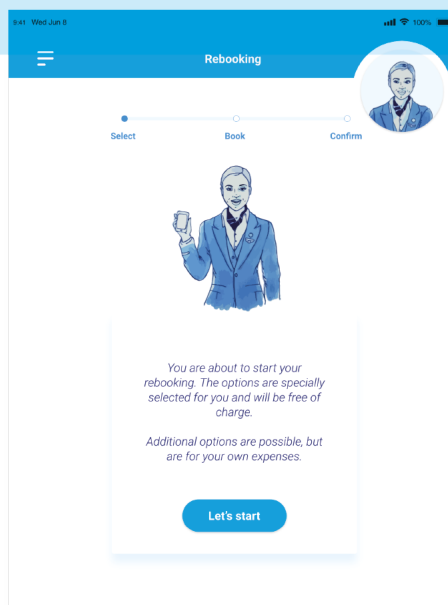 9:41 Wed Jun 8
100%
Rebooking
Select
Book
Confirm
You are about to start your
rebooking. The options are specially
selected for you and will be free of
charge.
Additional options are possible, but
are for your own expenses.
Let's start